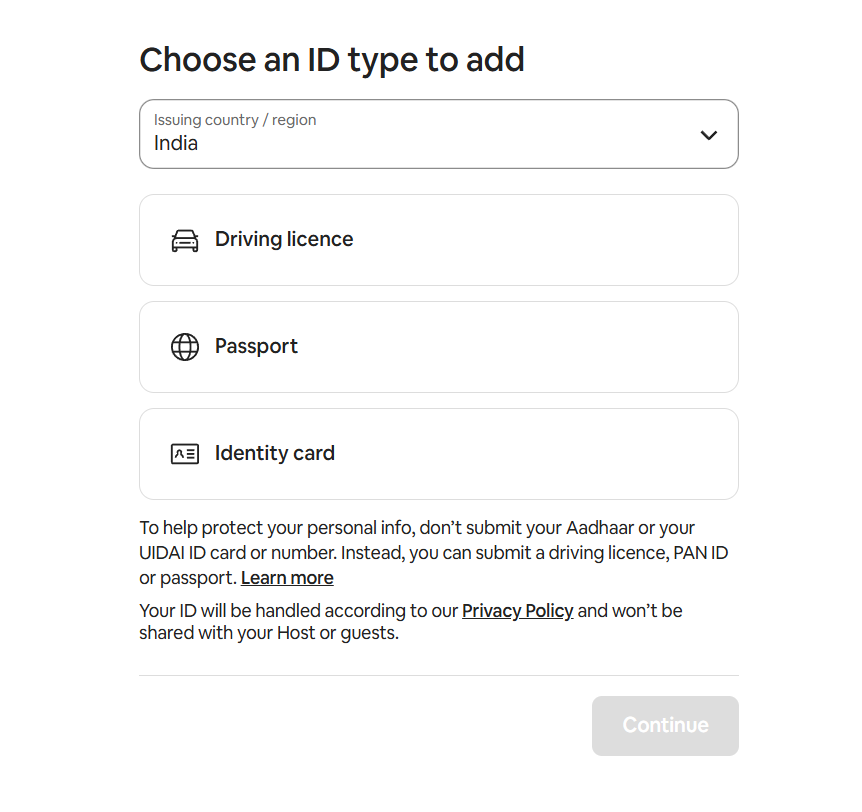 Choose an ID type to add
Issuing country / region
India
Driving licence
Passport
Identity card
To help protect your personal info, don’t submit your Aadhaar or your
UIDAI ID card or number. Instead, you can submit a driving licence, PAN ID
or passport. Learn more
Your ID will be handled according to our Privacy Policy and won’t be
shared with your Host or guests.
Continue